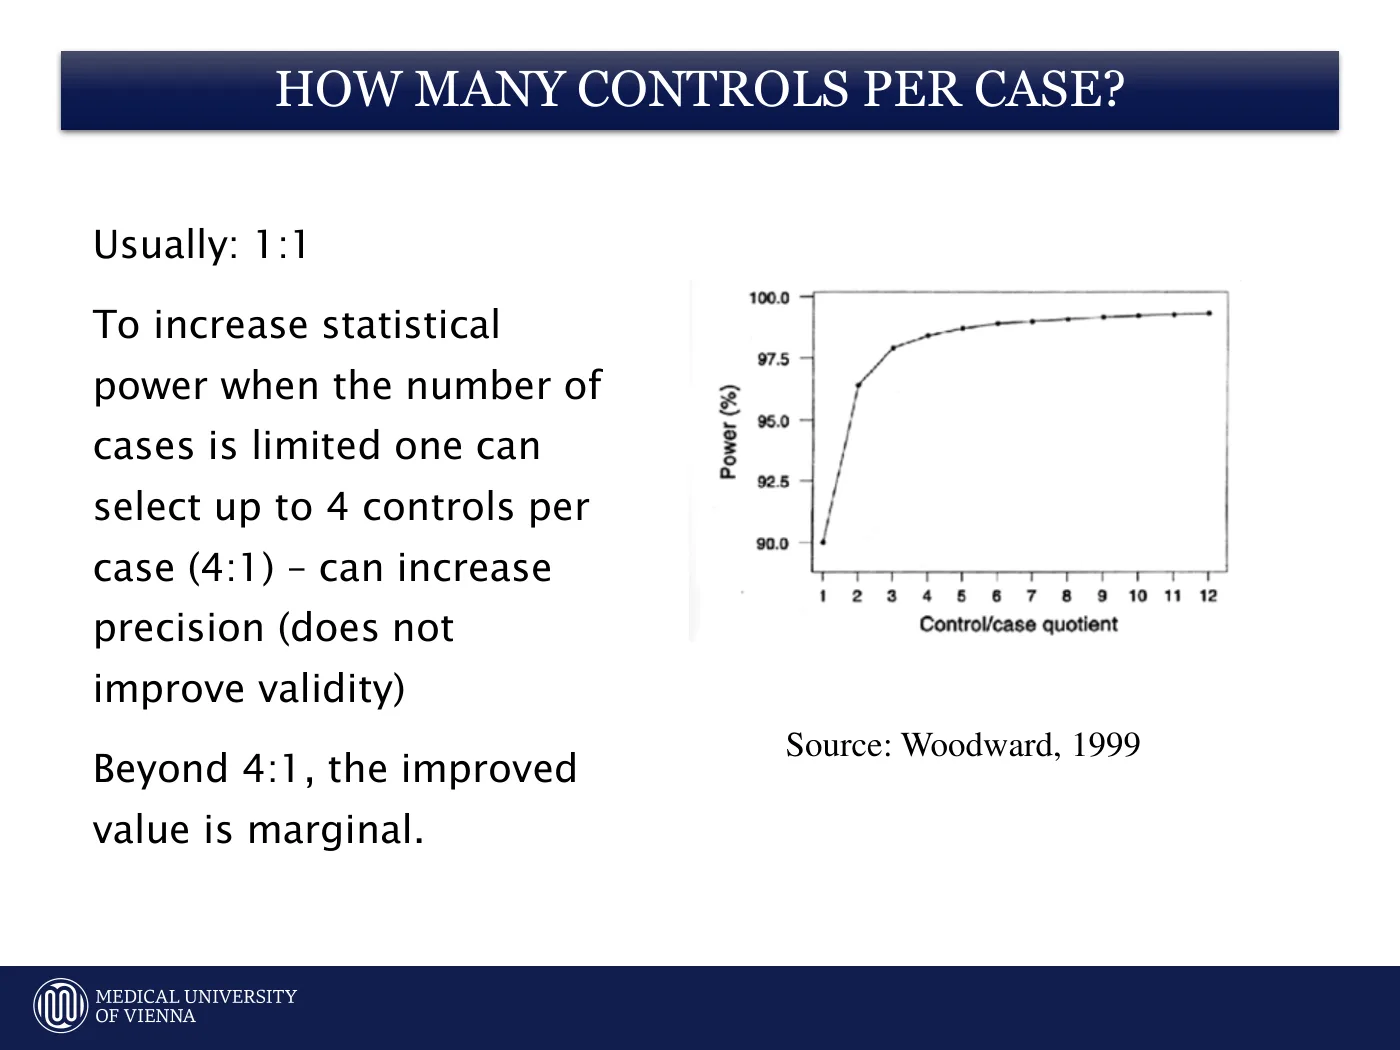 HOW MANY CONTROLS PER CASE?
Usually: 1:1
To increase statistical
power when the number of
cases is limited one can
select up to 4 controls per
case (4:1) – can increase
precision (does not
improve validity)
Beyond 4:1, the improved
value is marginal.
100.0
97.5
95.0
92.5
90.0
Power (%)
1 2 3 4 5 6 7 8 9 10 11 12
Control/case quotient
Source: Woodward, 1999
MEDICAL UNIVERSITY
OF VIENNA